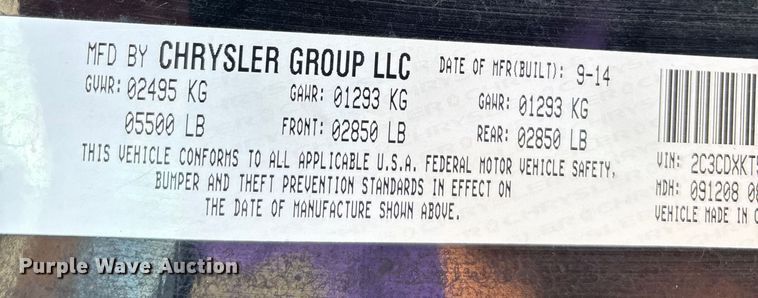 MFD BY CHRYSLER GROUP LLC DATE OF MFR(BUILT): 9-14
GVWR: 02495 KG GAWR: 01293 KG GAWR: 01293 KG
05500 LB FRONT: 02850 LB REAR: 02850 LB
THIS VEHICLE CONFORMS TO ALL APPLICABLE U.S.A. FEDERAL MOTOR VEHICLE SAFETY,
BUMPER AND THEFT PREVENTION STANDARDS IN EFFECT ON
THE DATE OF MANUFACTURE SHOWN ABOVE.
VIN: 2C3CDXKT
MDH: 091208
VEHICLE MADE IN
Purple Wave Auction